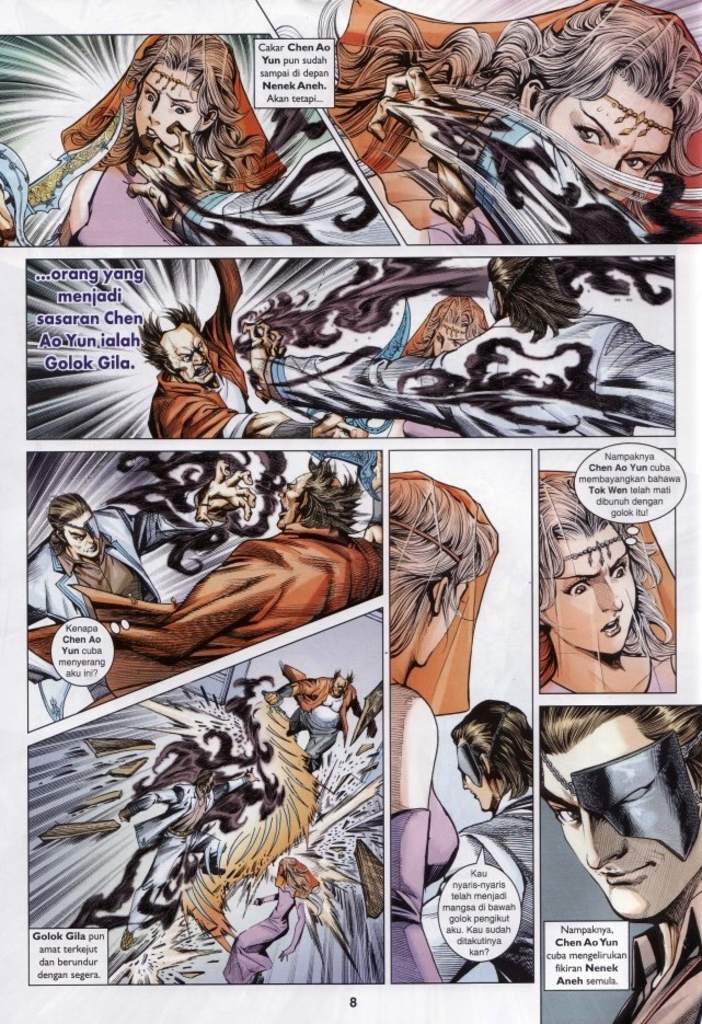 Cakar Chen Ao
Yun pun sudah
sampai di depan
Nenek Aneh.
Akan tetapi...
...orang yang
menjadi
sasaran Chen
Ao Yun ialah
Golok Gila.
Kenapa
Chen Ao
Yun cuba
menyerang
aku ini?
Nampaknya
Chen Ao Yun cuba
membayangkan bahawa
Tok Wen telah mati
dibunuh dengan
golok itu!
Golok Gila pun
amat terkejut
dan berundur
dengan segera.
Kau
nyaris-nyaris
telah menjadi
mangsa di bawah
golok pengikut
aku. Kau sudah
ditakutinya
kan?
Nampaknya,
Chen Ao Yun
cuba mengelirukan
fikiran Nenek
Aneh semula.
8